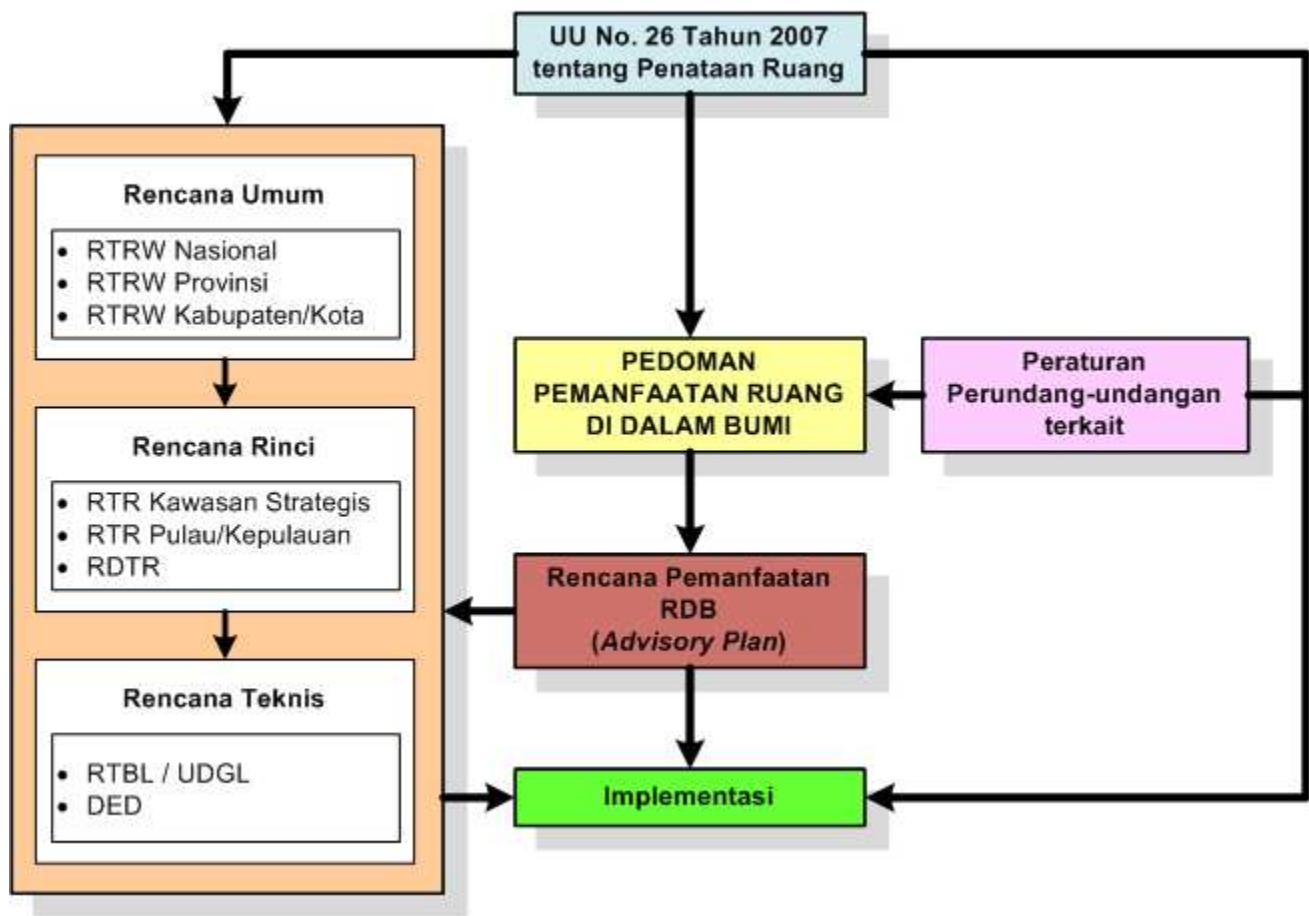 UU No. 26 Tahun 2007
tentang Penataan Ruang
Rencana Umum
• RTRW Nasional
• RTRW Provinsi
• RTRW Kabupaten/Kota
Rencana Rinci
• RTR Kawasan Strategis
• RTR Pulau/Kepulauan
• RDTR
Rencana Teknis
• RTBL / UDGL
• DED
PEDOMAN
PEMANFAATAN RUANG
DI DALAM BUMI
Peraturan
Perundang-undangan
terkait
Rencana Pemanfaatan
RDB
(Advisory Plan)
Implementasi